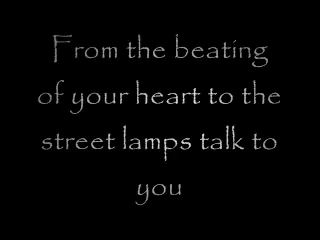 From the beating
of your heart to the
street lamps talk to
you